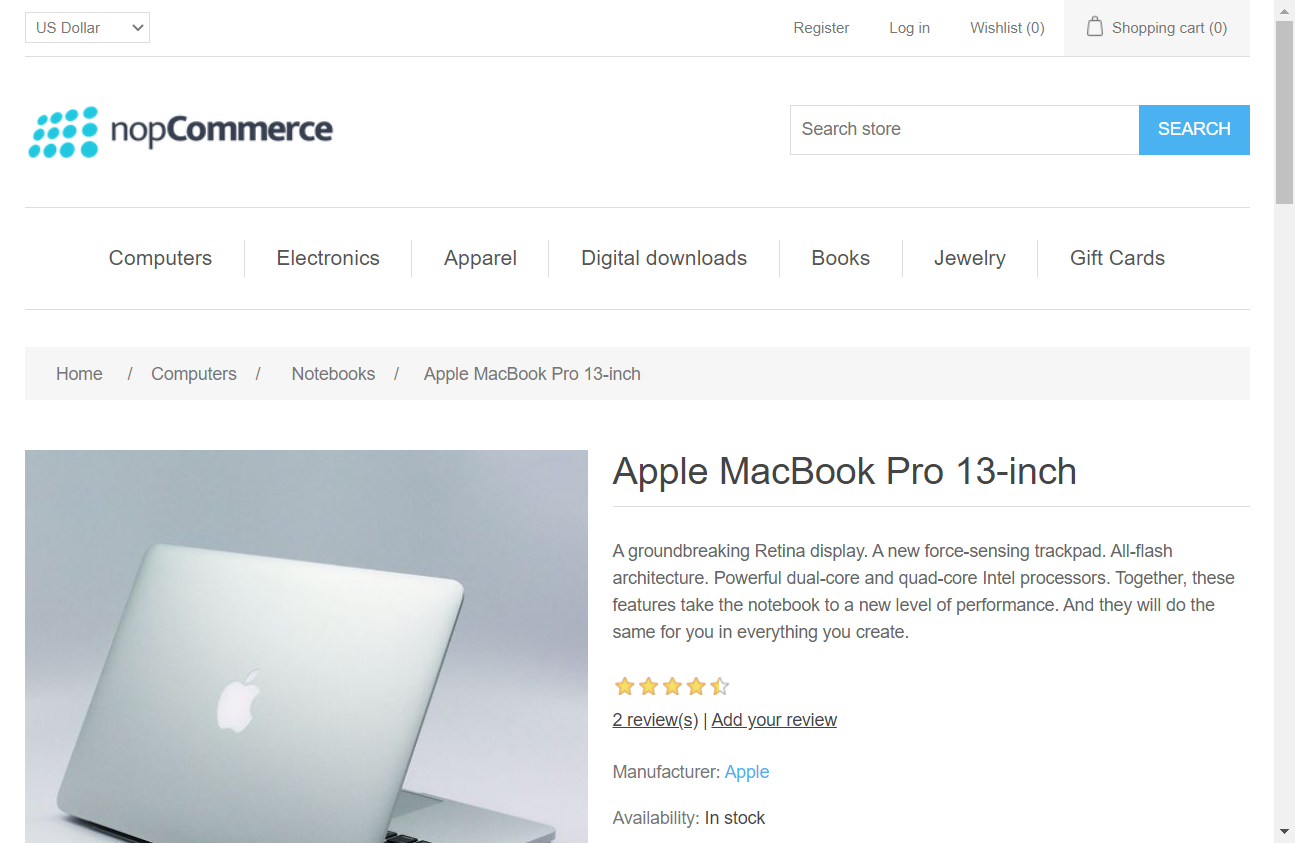 US Dollar
Register
Log in
Wishlist (0)
Shopping cart (0)
nopCommerce
Search store
SEARCH
Computers
Electronics
Apparel
Digital downloads
Books
Jewelry
Gift Cards
Home / Computers / Notebooks / Apple MacBook Pro 13-inch
Apple MacBook Pro 13-inch
A groundbreaking Retina display. A new force-sensing trackpad. All-flash
architecture. Powerful dual-core and quad-core Intel processors. Together, these
features take the notebook to a new level of performance. And they will do the
same for you in everything you create.
2 review(s) | Add your review
Manufacturer: Apple
Availability: In stock